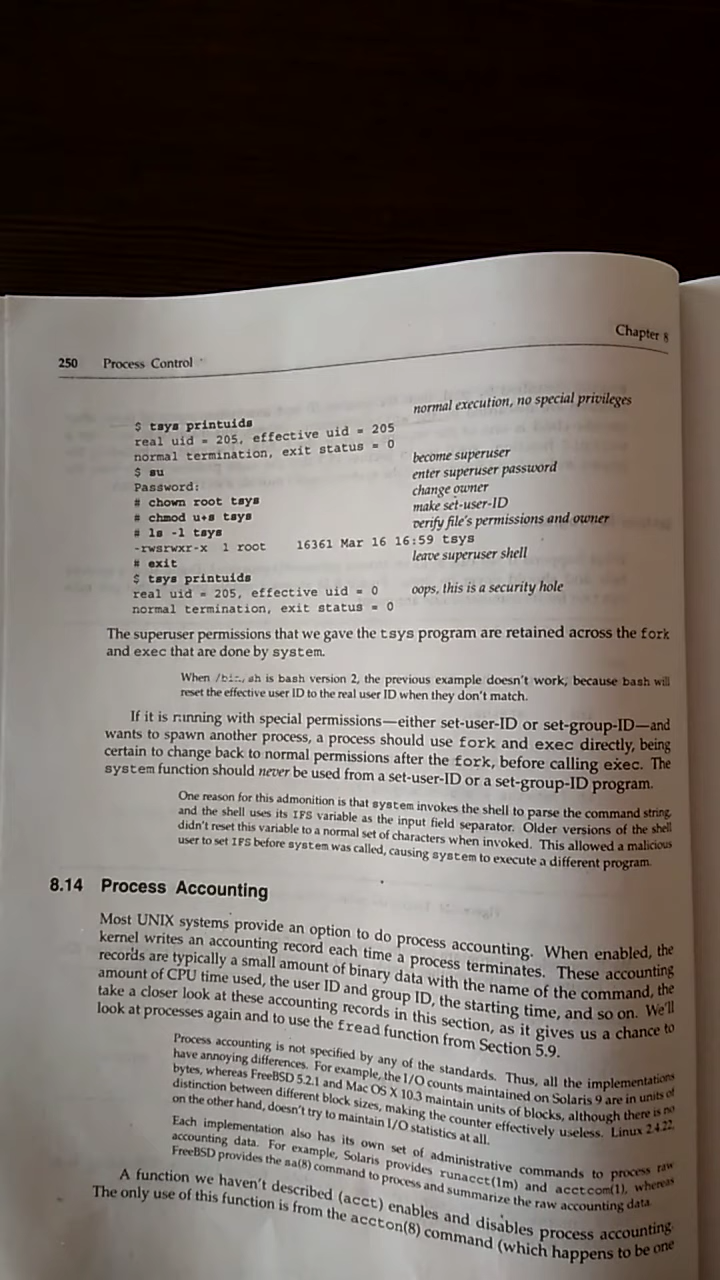 Chapter 8
250 Process Control
$ tsys printuids normal execution, no special privileges
real uid = 205, effective uid = 205
normal termination, exit status = 0
$ su become superuser
Password: enter superuser password
# chown root tsys change owner
# chmod u+s tsys make set-user-ID
# ls -l tsys verify file's permissions and owner
-rwsrwxr-x 1 root 16361 Mar 16 16:59 tsys
# exit leave superuser shell
$ tsys printuids
real uid = 205, effective uid = 0 oops, this is a security hole
normal termination, exit status = 0
The superuser permissions that we gave the tsys program are retained across the fork
and exec that are done by system.
When /bin/sh is bash version 2, the previous example doesn't work, because bash will
reset the effective user ID to the real user ID when they don't match.
If it is running with special permissions—either set-user-ID or set-group-ID—and
wants to spawn another process, a process should use fork and exec directly, being
certain to change back to normal permissions after the fork, before calling exec. The
system function should never be used from a set-user-ID or a set-group-ID program.
One reason for this admonition is that system invokes the shell to parse the command string,
and the shell uses its IFS variable as the input field separator. Older versions of the shell
didn't reset this variable to a normal set of characters when invoked. This allowed a malicious
user to set IFS before system was called, causing system to execute a different program.
8.14 Process Accounting
Most UNIX systems provide an option to do process accounting. When enabled, the
kernel writes an accounting record each time a process terminates. These accounting
records are typically a small amount of binary data with the name of the command, the
amount of CPU time used, the user ID and group ID, the starting time, and so on. We'll
take a closer look at these accounting records in this section, as it gives us a chance to
look at processes again and to use the fread function from Section 5.9.
Process accounting is not specified by any of the standards. Thus, all the implementations
have annoying differences. For example, the I/O counts maintained on Solaris 9 are in units of
bytes, whereas FreeBSD 5.2.1 and Mac OS X 10.3 maintain units of blocks, although there is no
distinction between different block sizes, making the counter effectively useless. Linux 2.4.22,
on the other hand, doesn't try to maintain I/O statistics at all.
Each implementation also has its own set of administrative commands to process raw
accounting data. For example, Solaris provides runacct(1m) and acctcom(1), whereas
FreeBSD provides the sa(8) command to process and summarize the raw accounting data.
A function we haven't described (acct) enables and disables process accounting.
The only use of this function is from the accton(8) command (which happens to be one